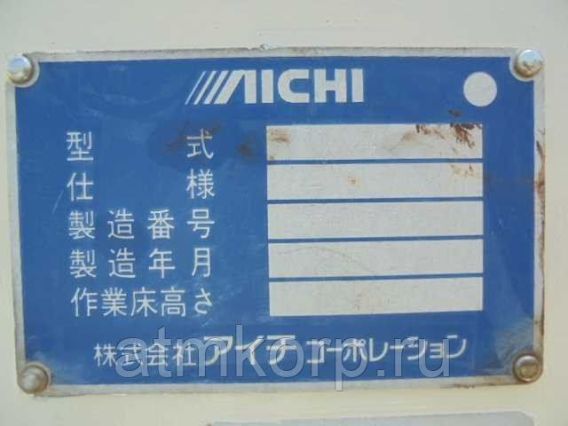 AICHI
型式
仕様
製造番号
製造年月
作業床高さ
株式会社 アイチ コーポレーション
atmkorp.ru